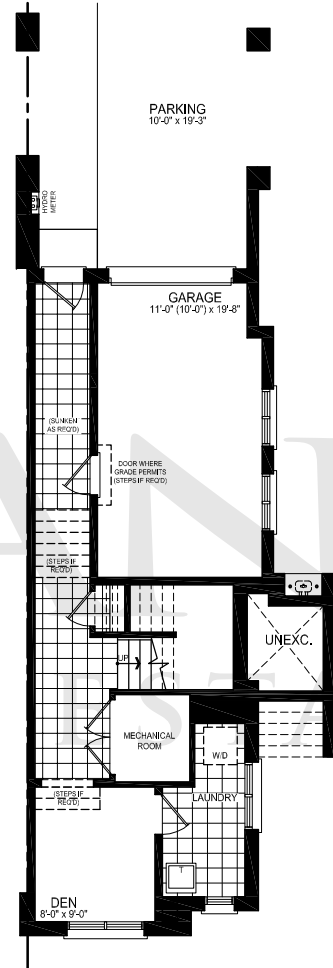 PARKING
10'-0" x 19'-3"
HYDRO
METER
GARAGE
11'-0" (10'-0") x 19'-8"
(SUNKEN
AS REQ'D)
DOOR WHERE
GRADE PERMITS
(STEPS IF REQ'D)
(STEPS IF
REQ'D)
UNEXC.
UP
MECHANICAL
ROOM
W/D
LAUNDRY
(STEPS IF
REQ'D)
T
DEN
8'-0" x 9'-0"